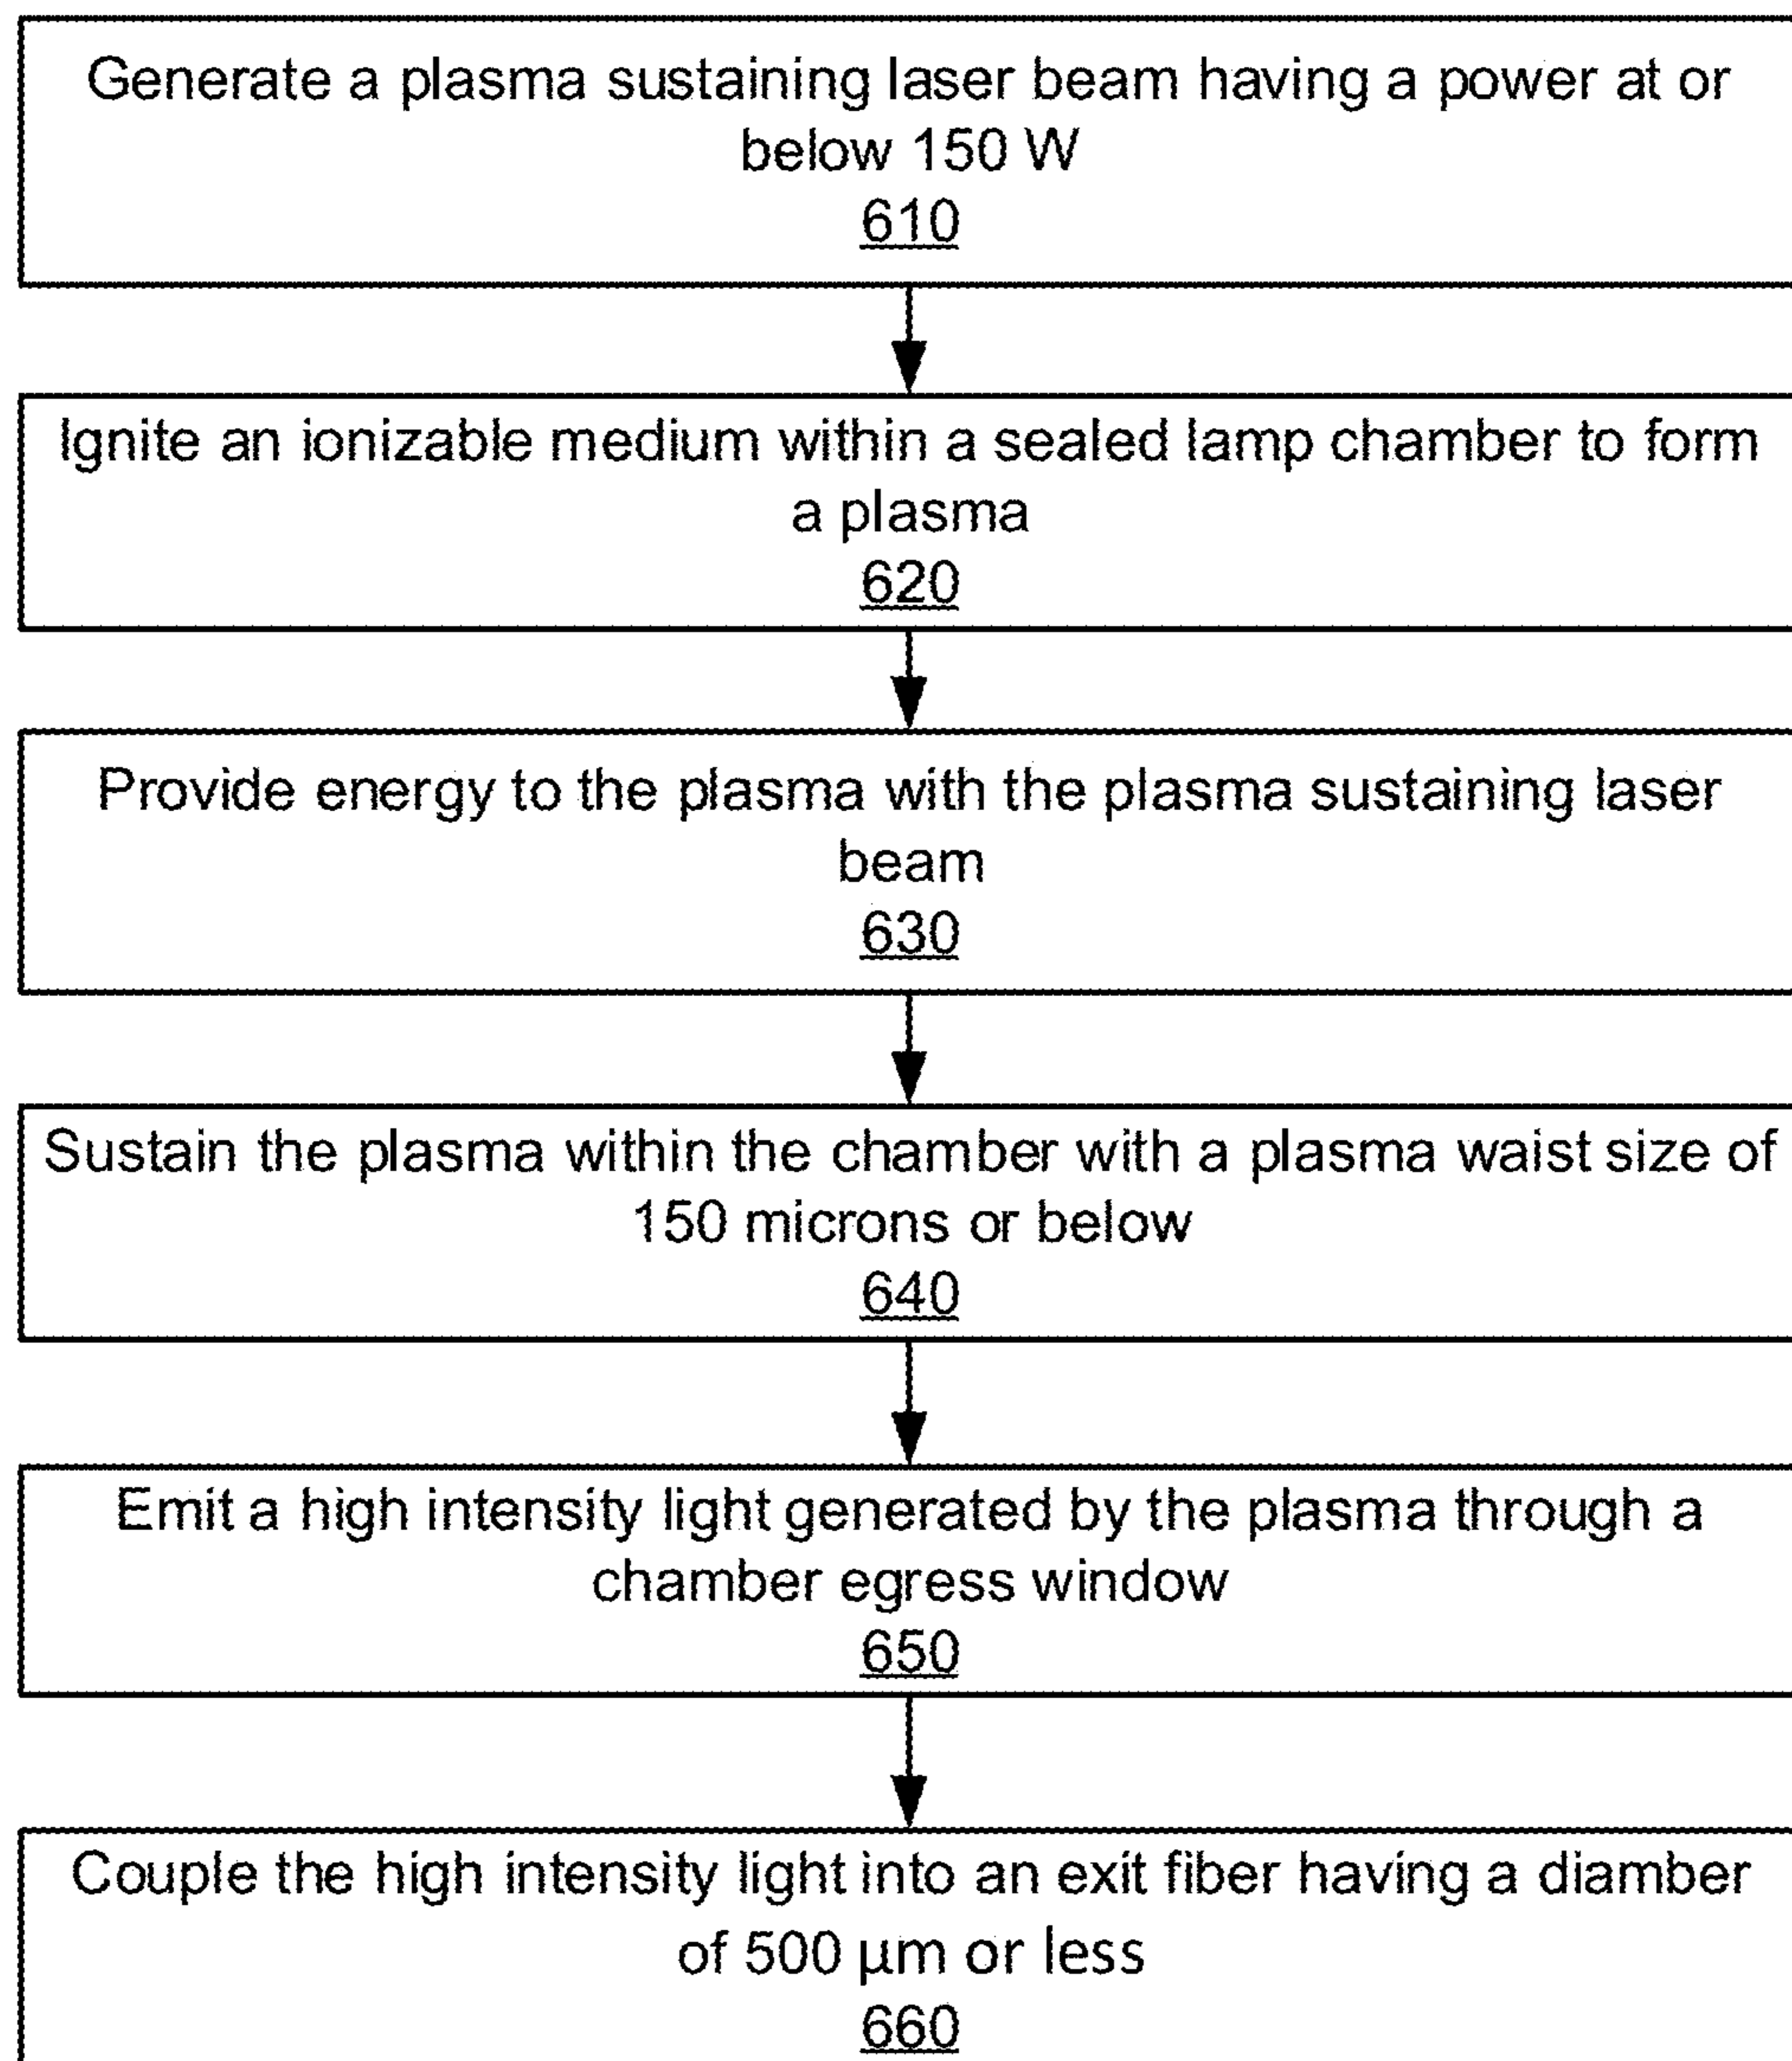 Generate a plasma sustaining laser beam having a power at or
below 150 W
610
Ignite an ionizable medium within a sealed lamp chamber to form
a plasma
620
Provide energy to the plasma with the plasma sustaining laser
beam
630
Sustain the plasma within the chamber with a plasma waist size of
150 microns or below
640
Emit a high intensity light generated by the plasma through a
chamber egress window
650
Couple the high intensity light into an exit fiber having a diamber
of 500 μm or less
660